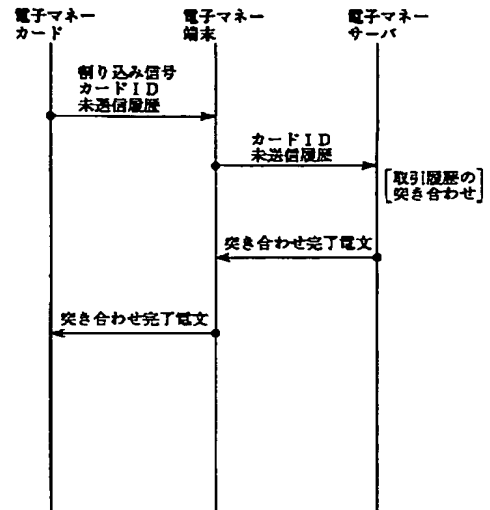 電子マネー
カード
電子マネー
端末
電子マネー
サーバ
割り込み信号
カードID
未送信履歴
カードID
未送信履歴
取引履歴の
突き合わせ
突き合わせ完了電文
突き合わせ完了電文